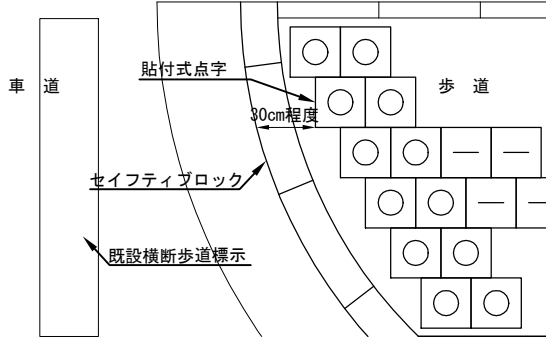 車 道
貼付式点字
歩 道
30cm程度
セイフティブロック
既設横断歩道標示